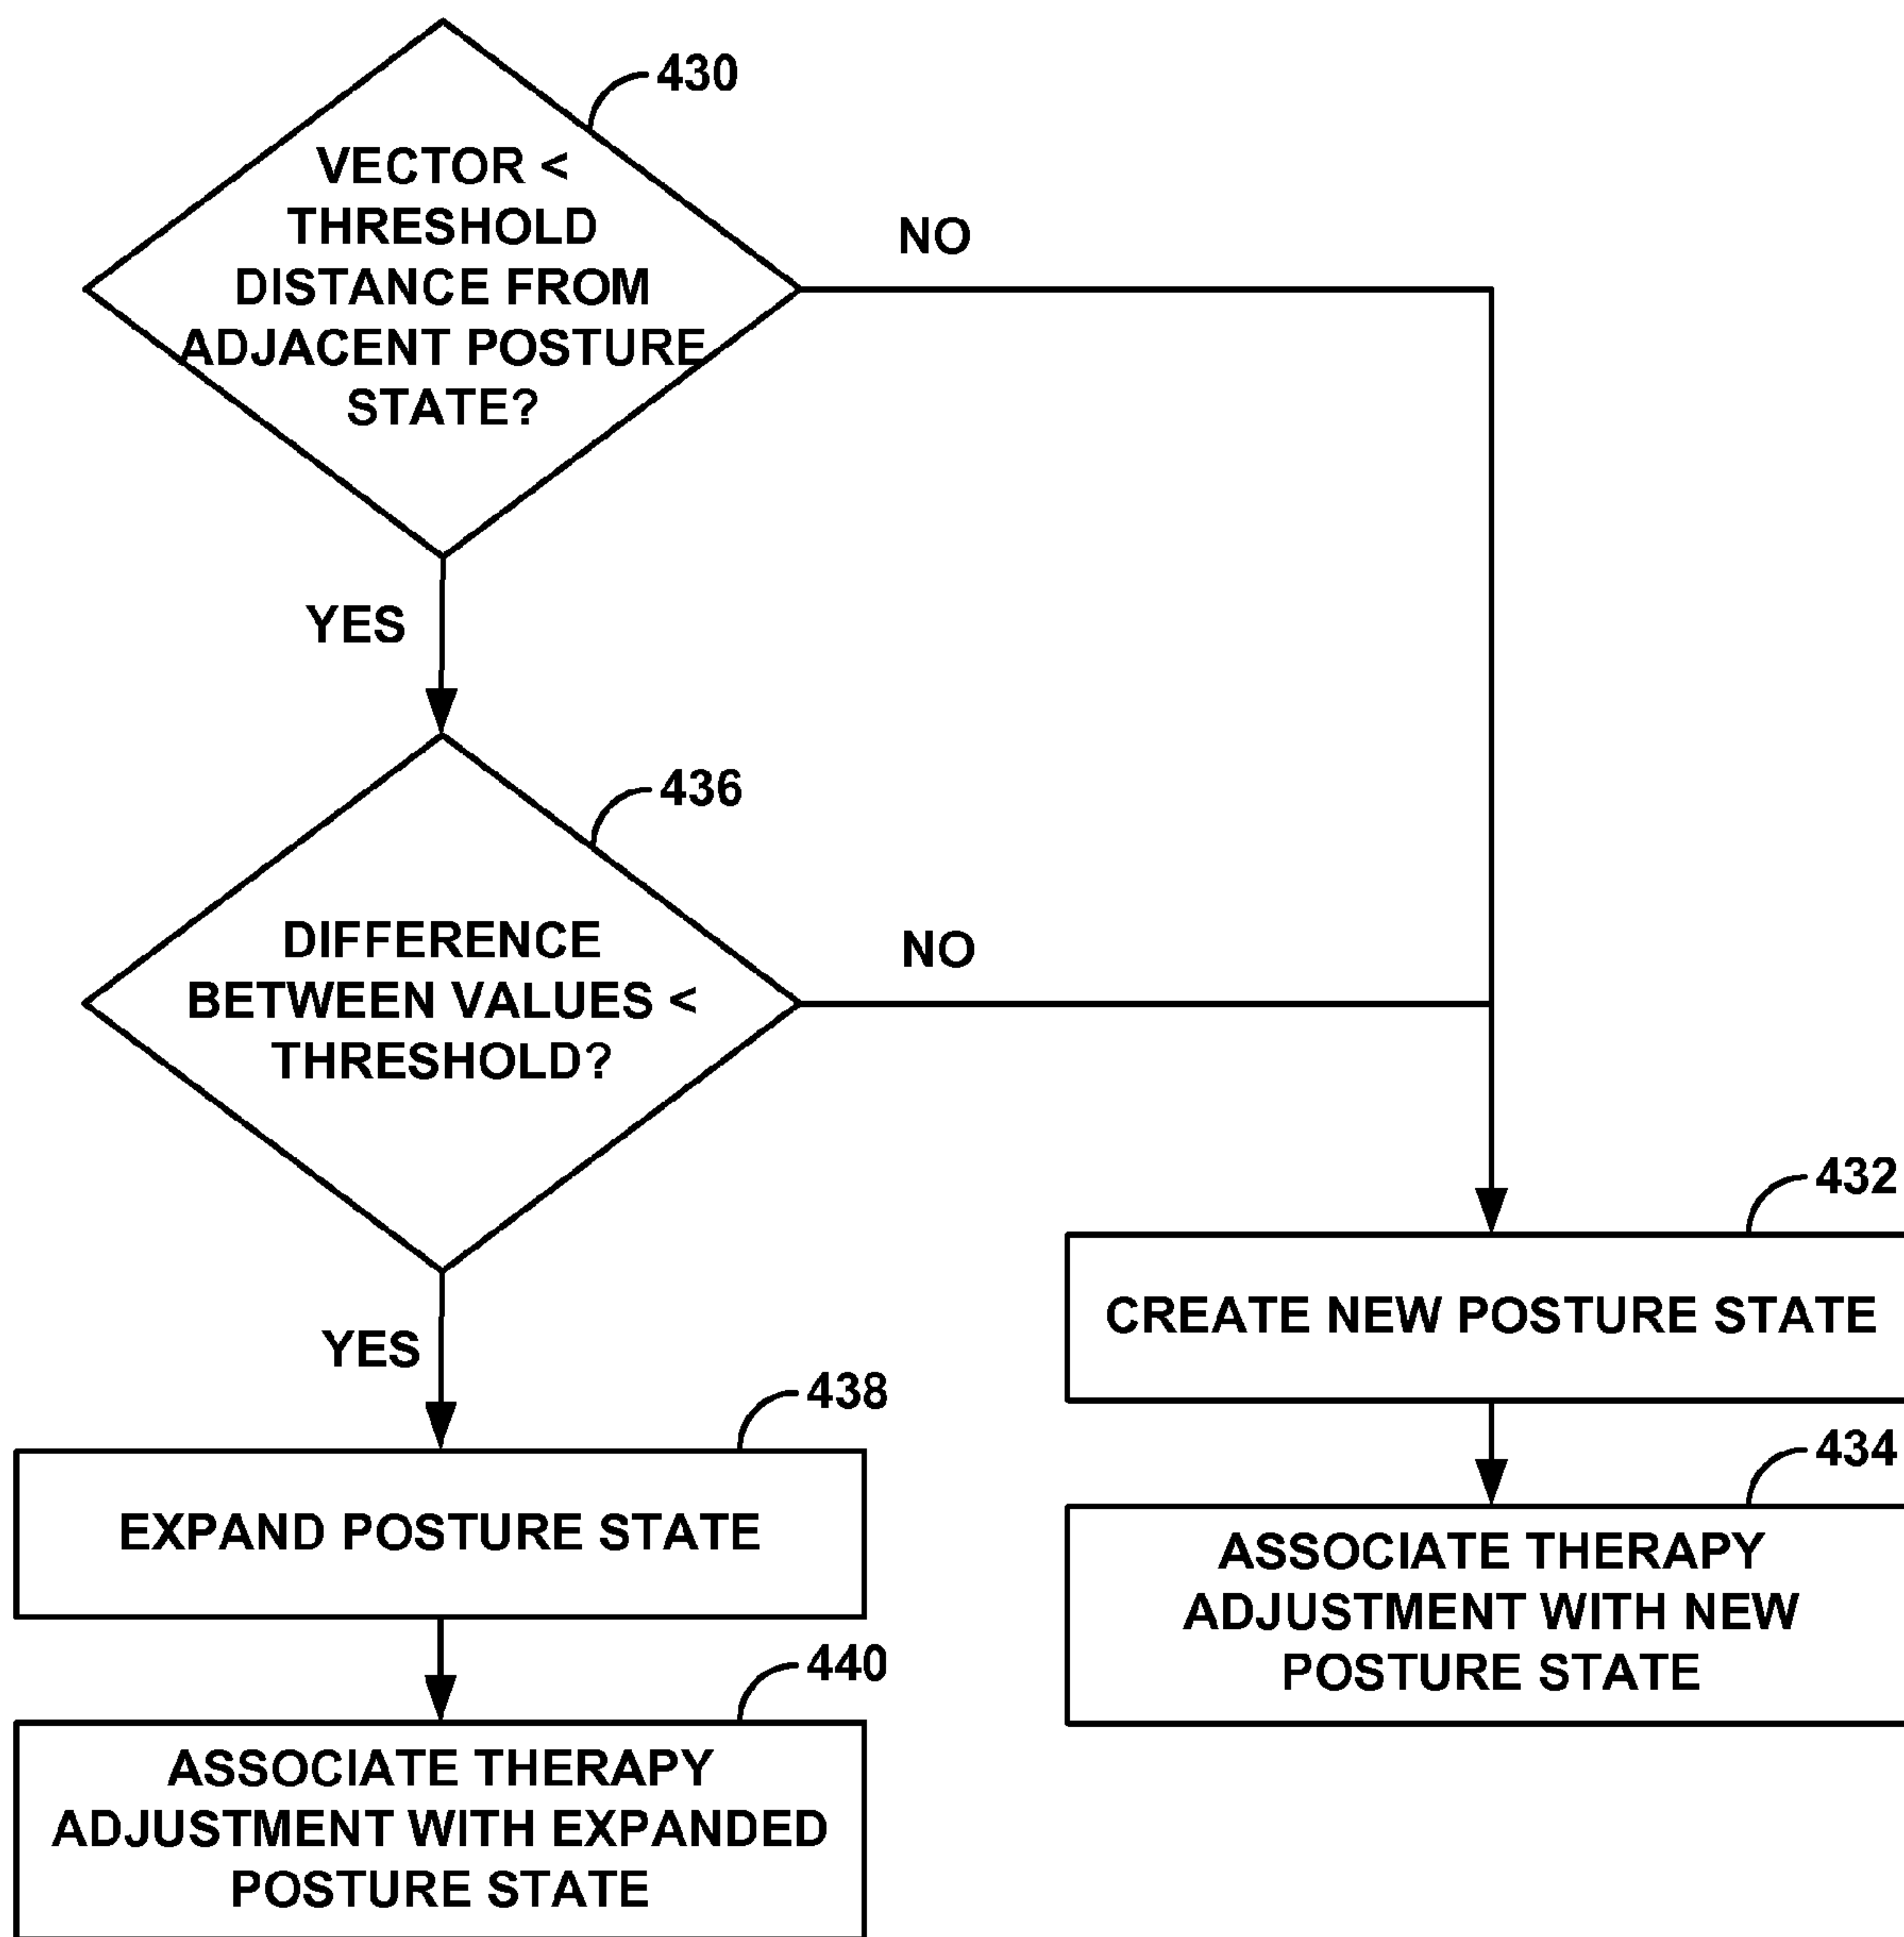 430
VECTOR <
THRESHOLD
DISTANCE FROM
ADJACENT POSTURE
STATE?
NO
YES
436
DIFFERENCE
BETWEEN VALUES <
THRESHOLD?
NO
YES
432
CREATE NEW POSTURE STATE
434
ASSOCIATE THERAPY
ADJUSTMENT WITH NEW
POSTURE STATE
438
EXPAND POSTURE STATE
440
ASSOCIATE THERAPY
ADJUSTMENT WITH EXPANDED
POSTURE STATE